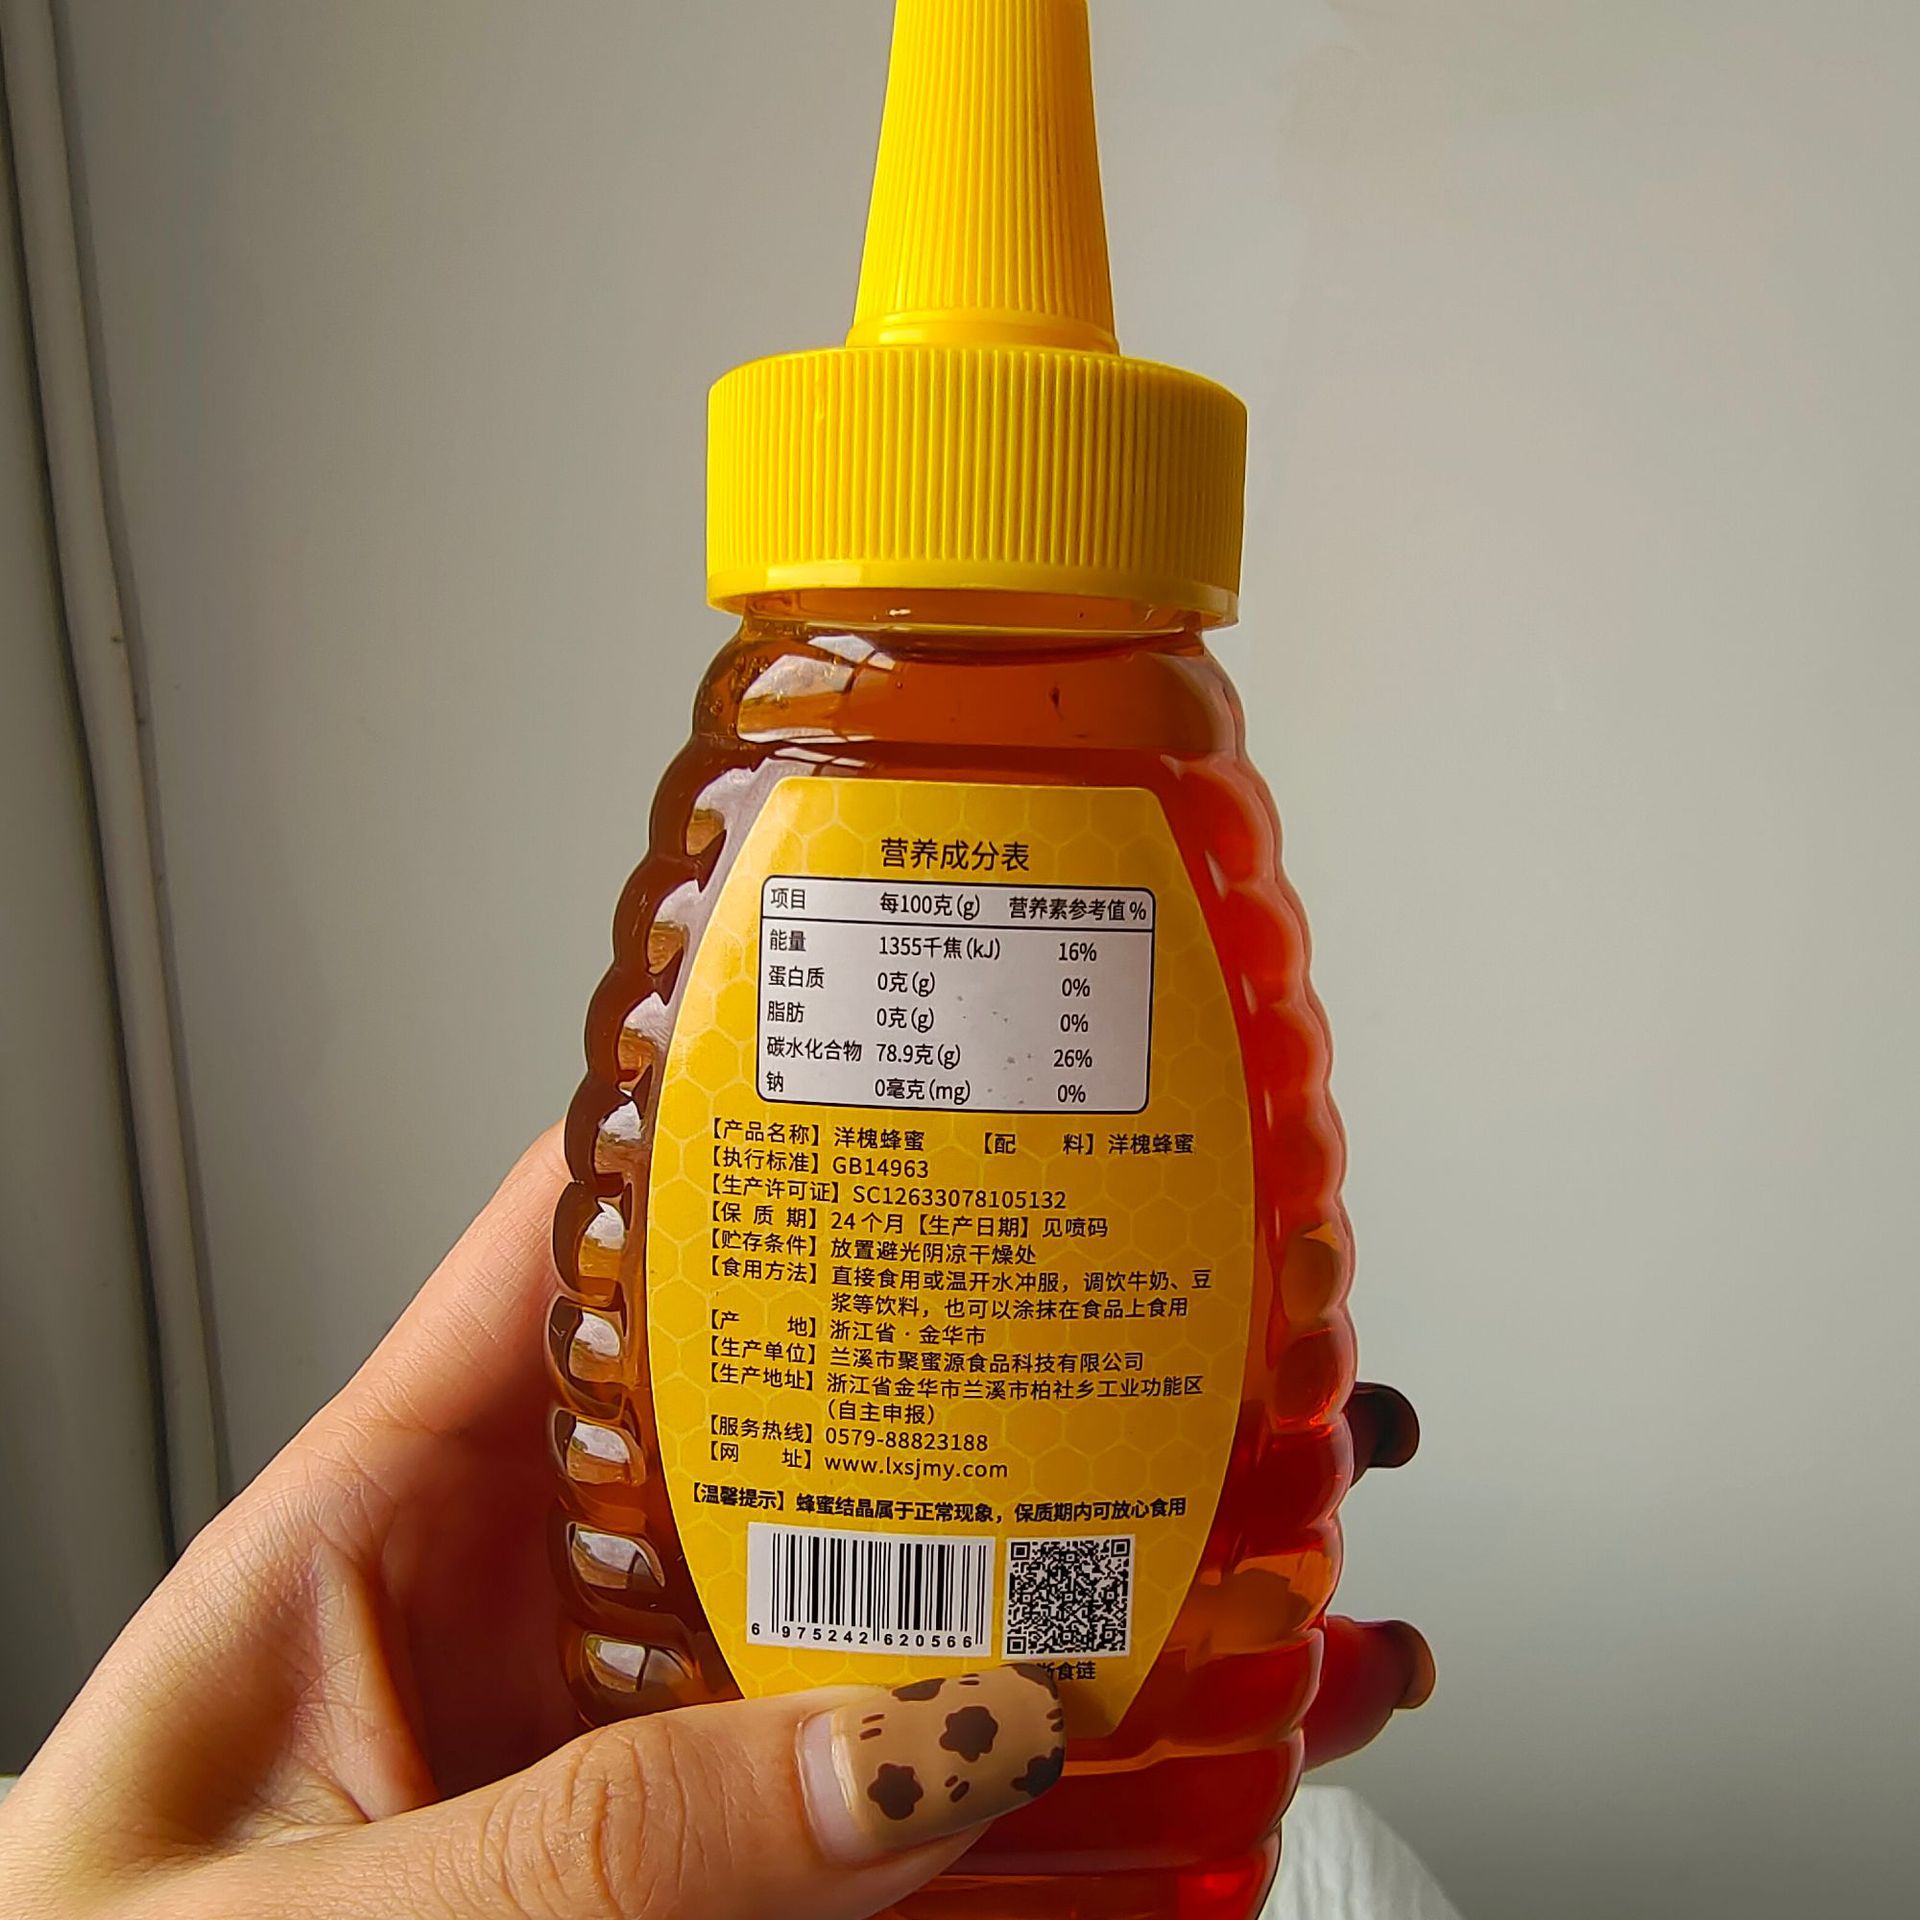 营养成分表
项目 每100克(g) 营养素参考值%
能量 1355千焦(kJ) 16%
蛋白质 0克(g) 0%
脂肪 0克(g) 0%
碳水化合物 78.9克(g) 26%
钠 0毫克(mg) 0%
【产品名称】洋槐蜂蜜 【配 料】洋槐蜂蜜
【执行标准】GB14963
【生产许可证】SC12633078105132
【保 质 期】24个月【生产日期】见喷码
【贮存条件】放置避光阴凉干燥处
【食用方法】直接食用或温开水冲服，调饮牛奶、豆
浆等饮料，也可以涂抹在食品上食用
【产 地】浙江省·金华市
【生产单位】兰溪市聚蜜源食品科技有限公司
【生产地址】浙江省金华市兰溪市柏社乡工业功能区
（自主申报）
【服务热线】0579-88823188
【网 址】www.lxsjmy.com
【温馨提示】蜂蜜结晶属于正常现象，保质期内可放心食用
6 975242 620566
浙食链